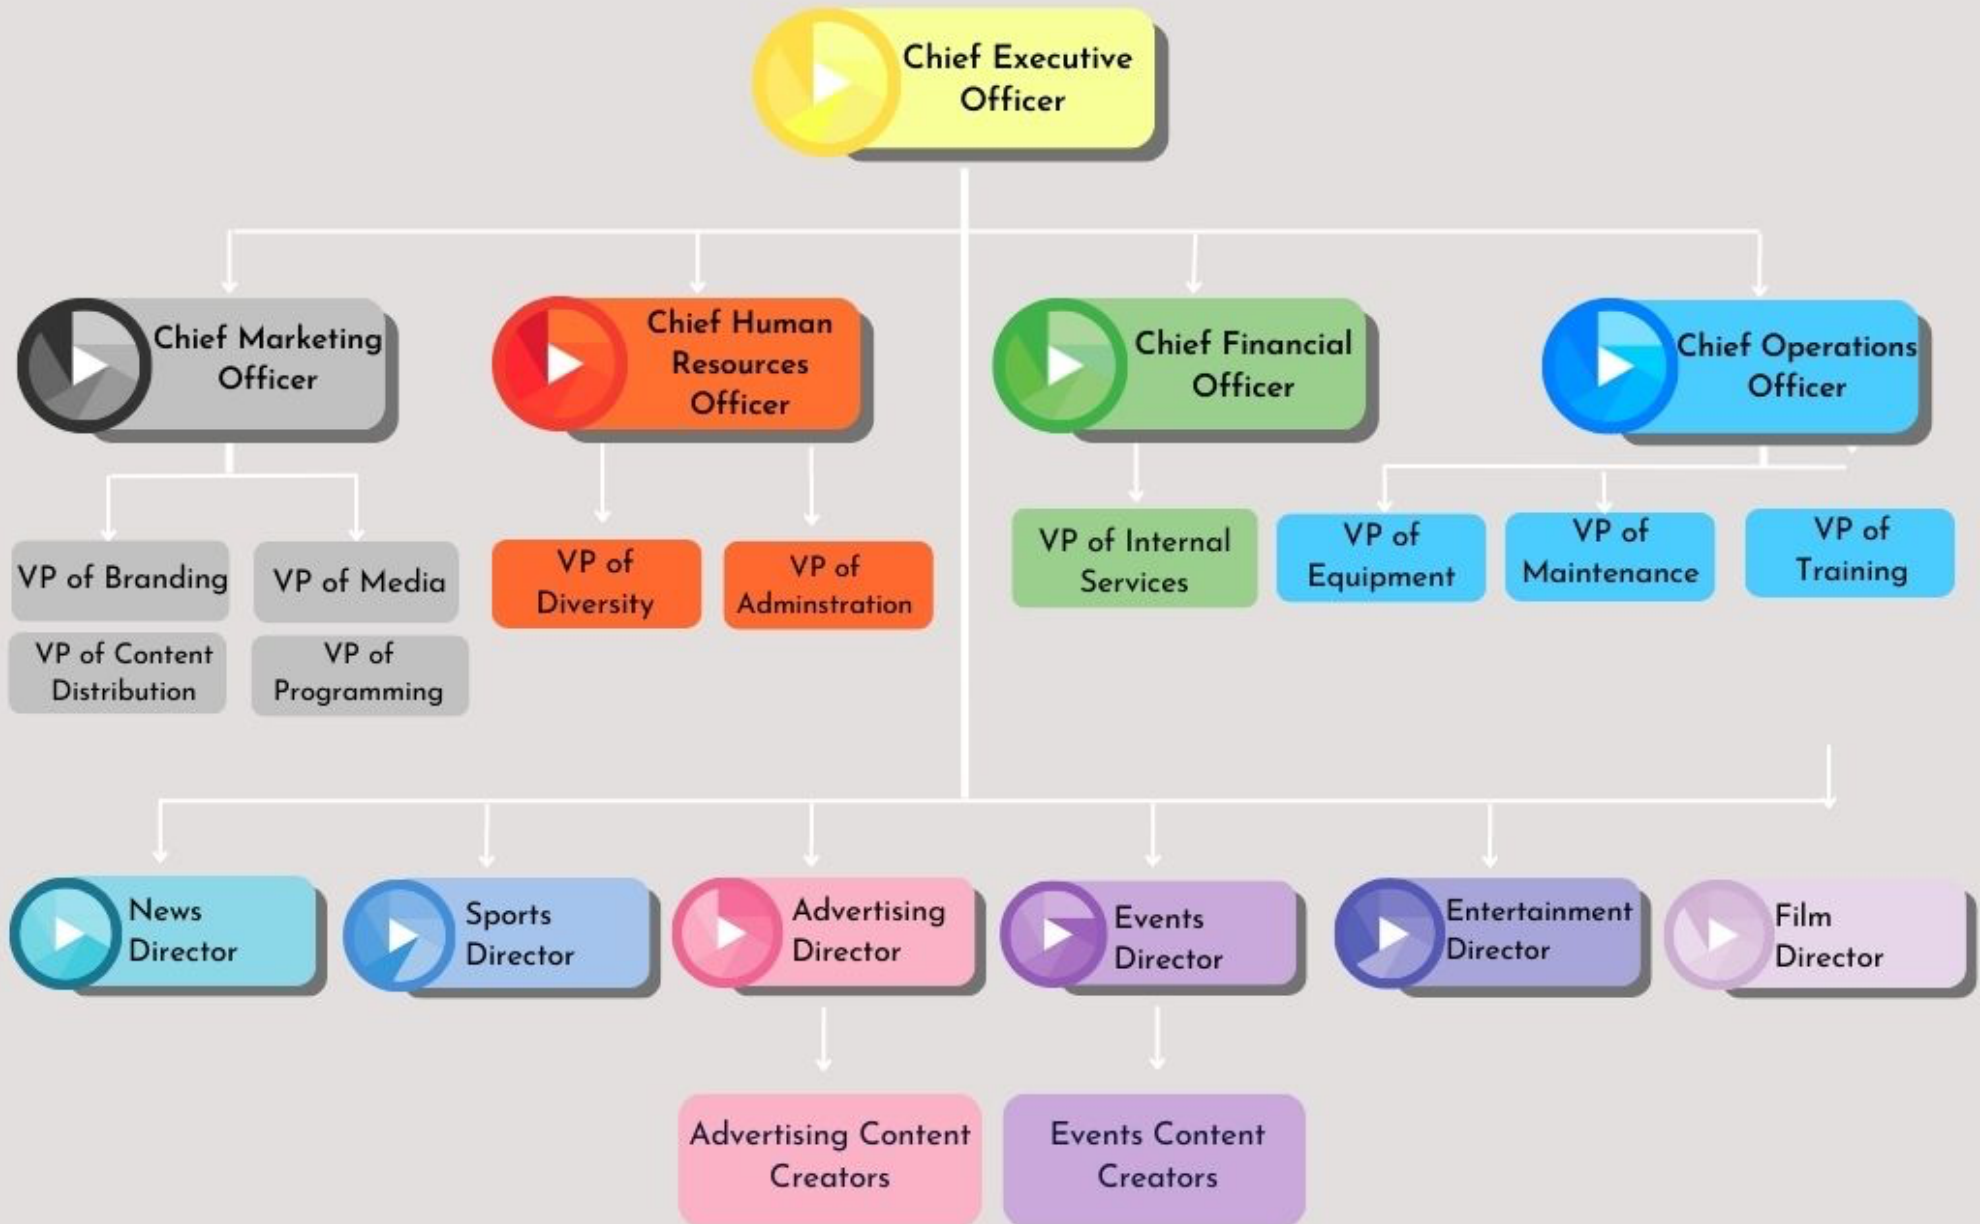 Chief Executive
Officer
Chief Marketing
Officer
Chief Human
Resources
Officer
Chief Financial
Officer
Chief Operations
Officer
VP of Branding
VP of Media
VP of Content
Distribution
VP of
Programming
VP of
Diversity
VP of
Adminstration
VP of Internal
Services
VP of
Equipment
VP of
Maintenance
VP of
Training
News
Director
Sports
Director
Advertising
Director
Events
Director
Entertainment
Director
Film
Director
Advertising Content
Creators
Events Content
Creators